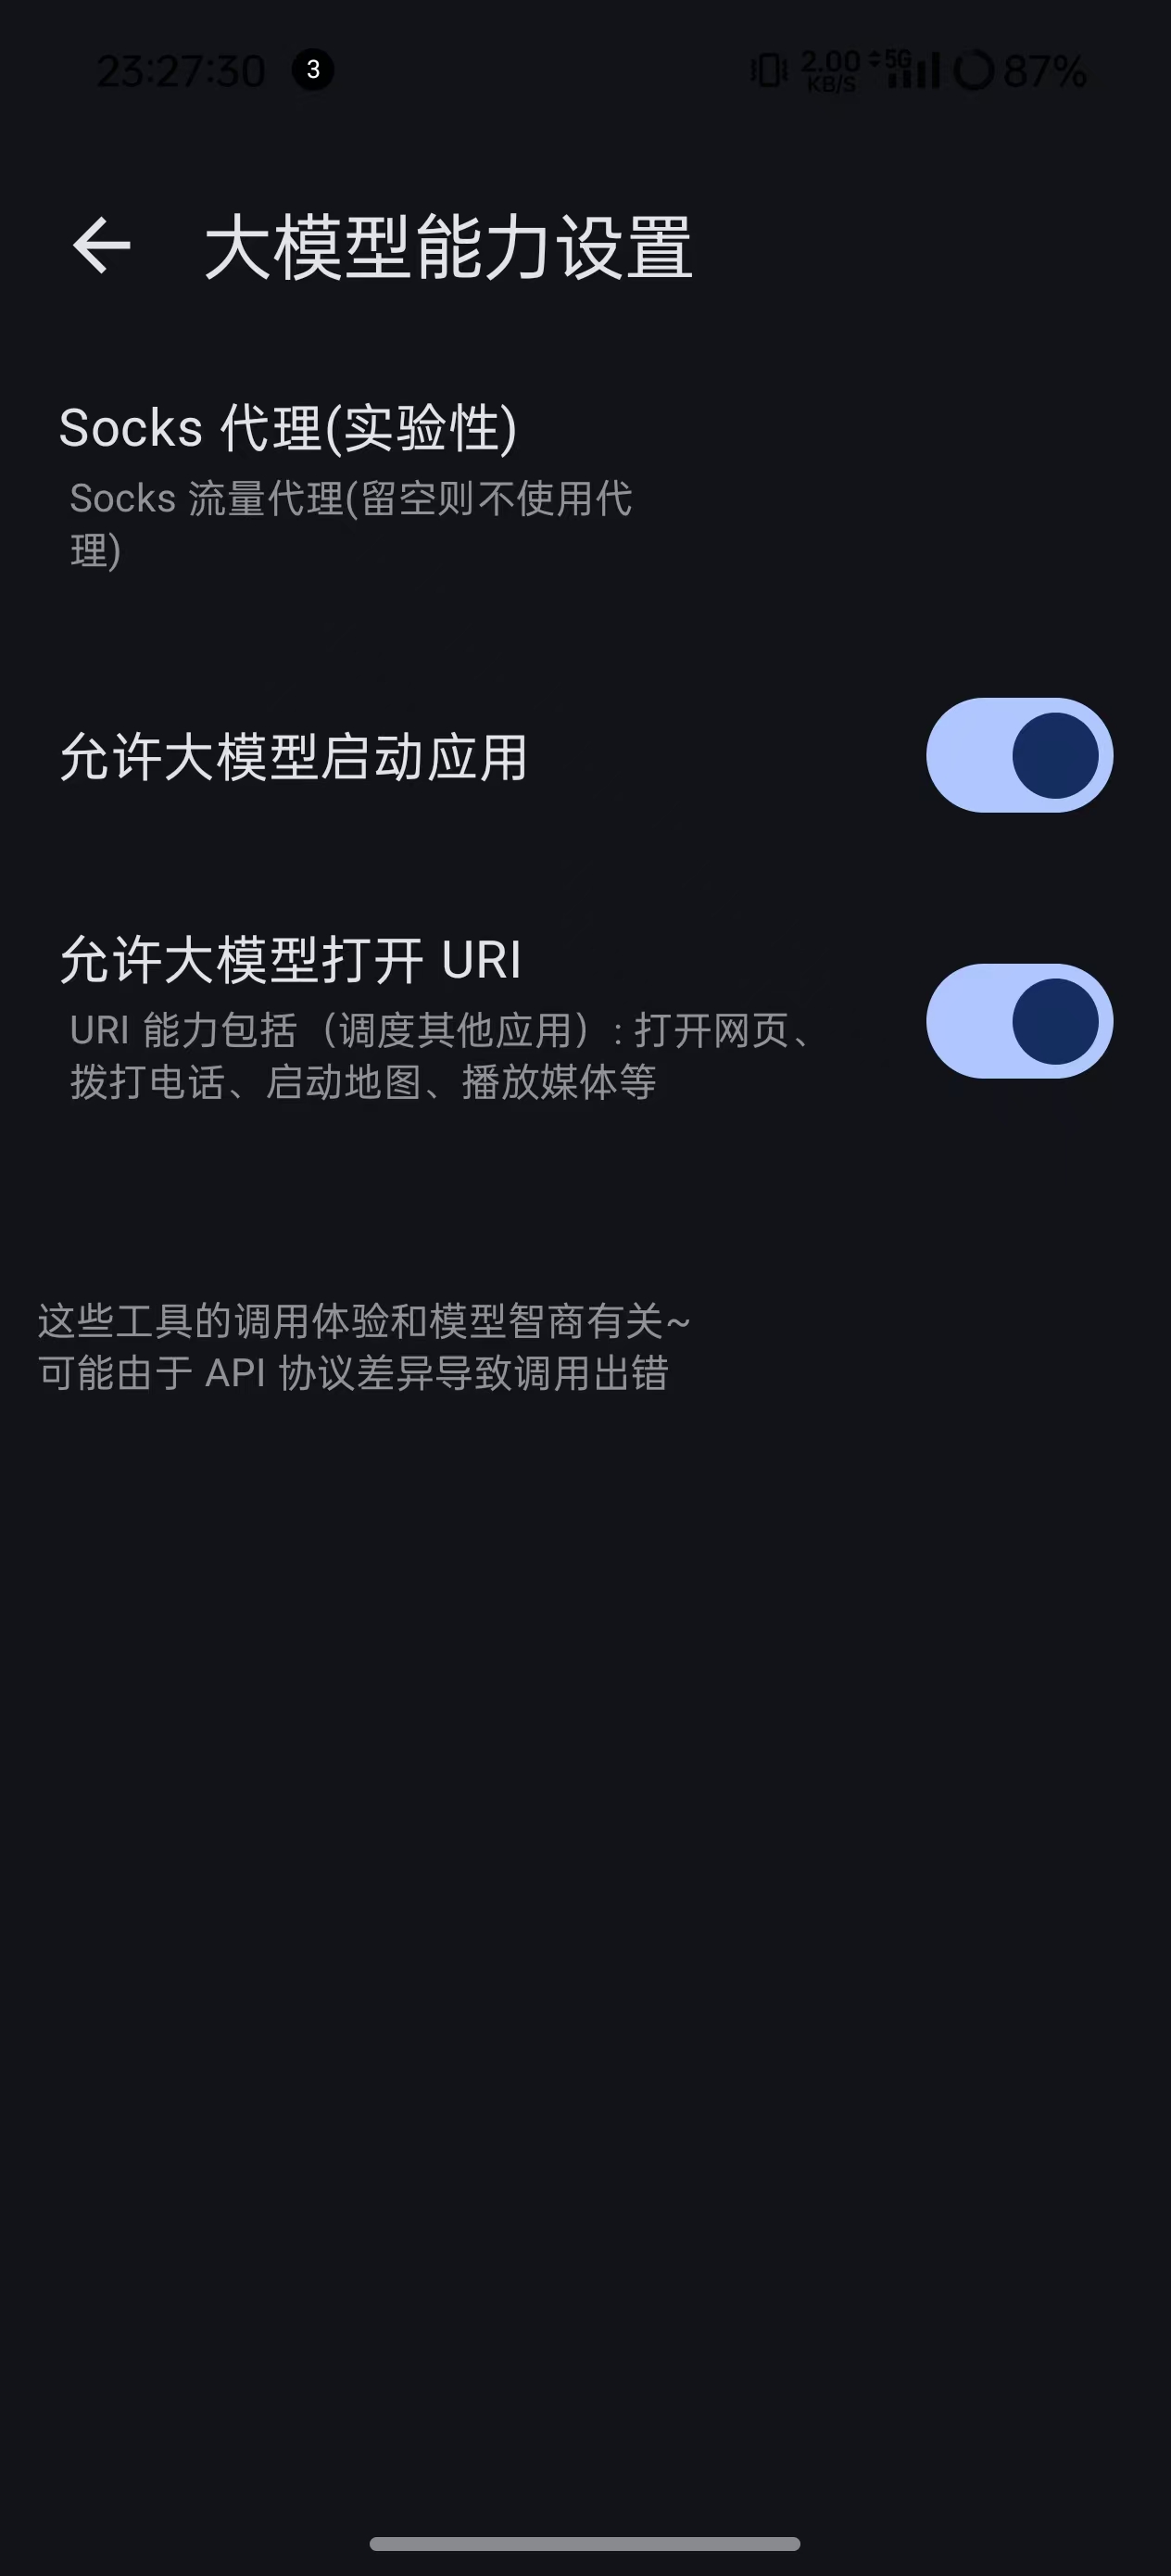 23:27:30 3 2.00 KB/S 5G 87%
大模型能力设置
Socks 代理(实验性)
Socks 流量代理(留空则不使用代
理)
允许大模型启动应用
允许大模型打开 URI
URI 能力包括（调度其他应用）: 打开网页、
拨打电话、启动地图、播放媒体等
这些工具的调用体验和模型智商有关~
可能由于 API 协议差异导致调用出错